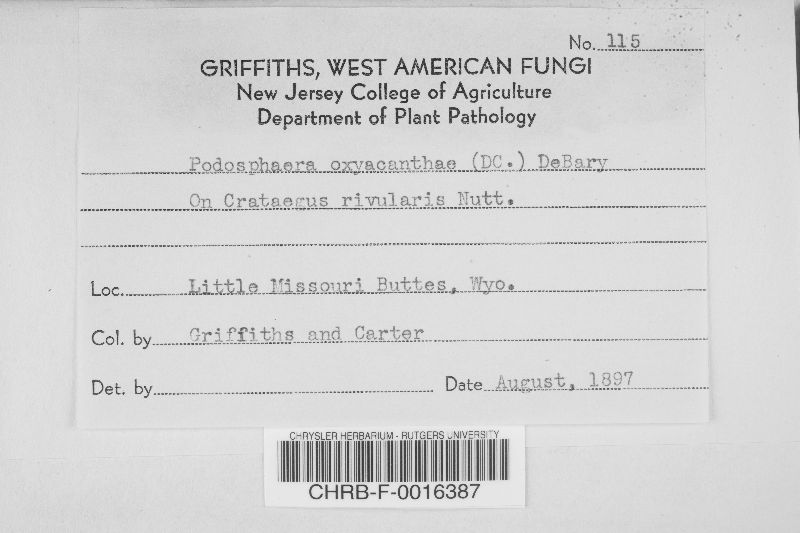 No. 115
GRIFFITHS, WEST AMERICAN FUNGI
New Jersey College of Agriculture
Department of Plant Pathology
Podosphaera oxyacanthae (DC.) DeBary
On Crataegus rivularis Nutt.
Loc. Little Missouri Buttes, Wyo.
Col. by Griffiths and Carter
Det. by Date August, 1897
CHRYSLER HERBARIUM - RUTGERS UNIVERSITY
CHRB-F-0016387